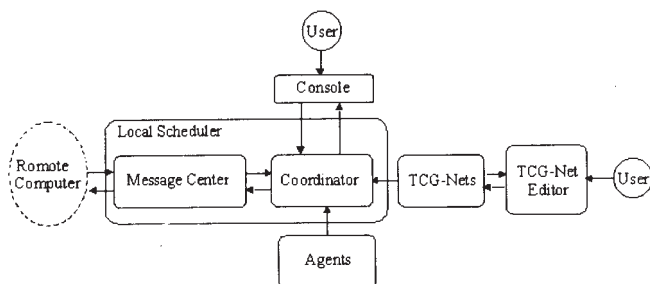 User
Console
Local Scheduler
Romote
Computer
Message Center
Coordinator
TCG-Nets
TCG-Net
Editor
User
Agents